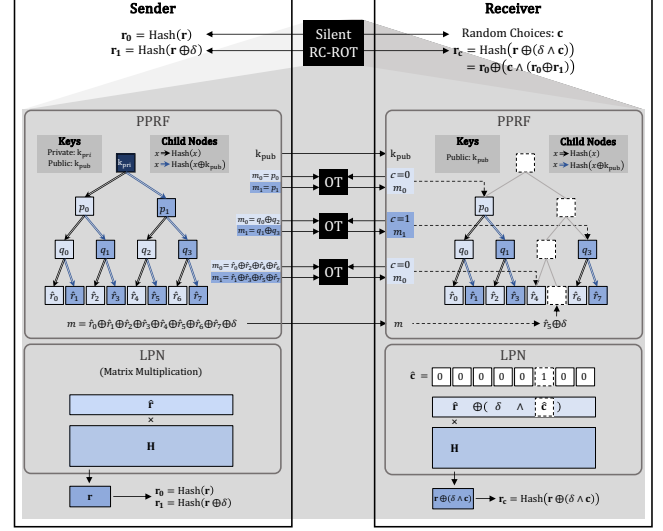 Sender
Receiver
r₀ = Hash(r)
r₁ = Hash(r ⊕δ)
Silent
RC-ROT
Random Choices: c
r_c = Hash(r ⊕(δ ∧ c))
= r₀⊕(c ∧ (r₀⊕r₁))
PPRF
Keys
Private: k_pri
Public: k_pub
Child Nodes
x→Hash(x)
x→Hash(x⊕k_pub)
k_pri
p₀
p₁
q₀
q₁
q₂
q₃
r̂₀
r̂₁
r̂₂
r̂₃
r̂₄
r̂₅
r̂₆
r̂₇
m = r̂₀⊕r̂₁⊕r̂₂⊕r̂₃⊕r̂₄⊕r̂₅⊕r̂₆⊕r̂₇⊕δ
k_pub
m₀= p₀
m₁= p₁
OT
m₀= q₀⊕q₂
m₁= q₁⊕q₃
OT
m₀= r̂₀⊕r̂₂⊕r̂₄⊕r̂₆
m₁= r̂₁⊕r̂₃⊕r̂₅⊕r̂₇
OT
PPRF
k_pub
c=0
m₀
c=1
m₁
c=0
m₀
m
Keys
Public: k_pub
Child Nodes
x→Hash(x)
x→Hash(x⊕k_pub)
p₀
q₀
q₁
q₃
r̂₀
r̂₁
r̂₂
r̂₃
r̂₄
r̂₆
r̂₇
r̂₅⊕δ
LPN
(Matrix Multiplication)
r̂
×
H
r
r₀ = Hash(r)
r₁ = Hash(r ⊕δ)
LPN
ĉ = 0 0 0 0 0 1 0 0
r̂ ⊕( δ ∧ ĉ )
×
H
r ⊕(δ ∧ c)
r_c = Hash(r ⊕(δ ∧ c))